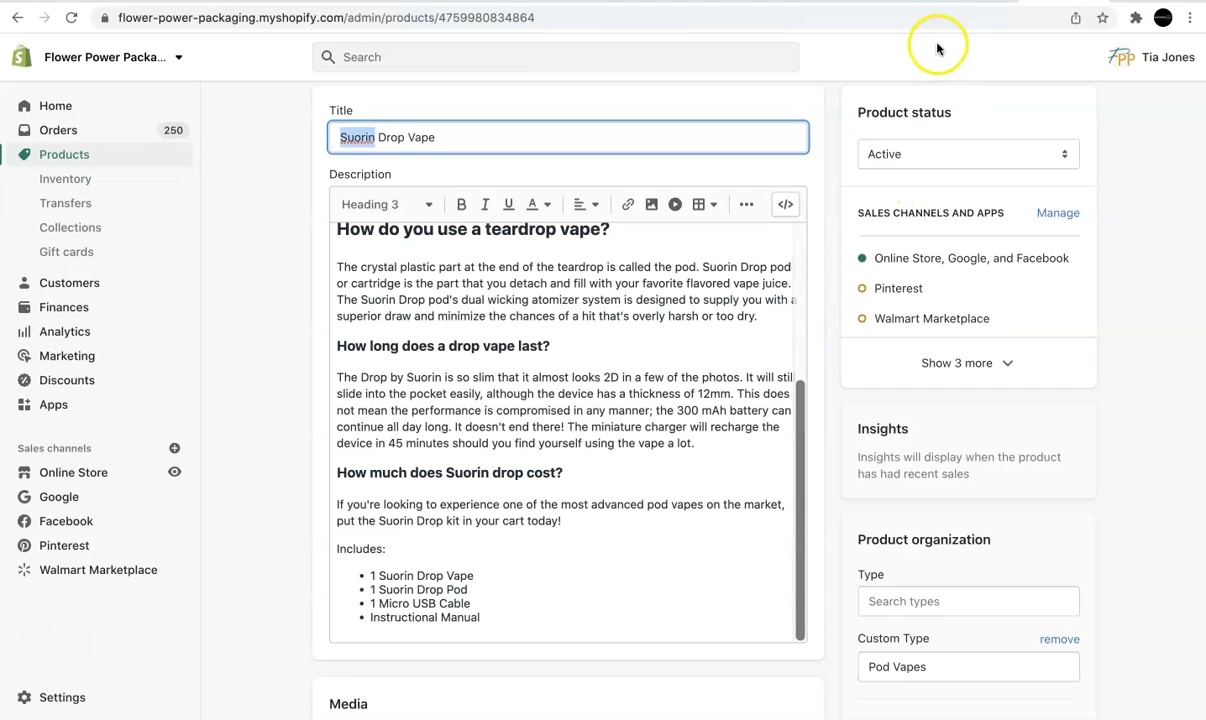 flower-power-packaging.myshopify.com/admin/products/4759980834864
Flower Power Packa...
Search
fpp
Tia Jones
Home
Orders
250
Products
Inventory
Transfers
Collections
Gift cards
Customers
Finances
Analytics
Marketing
Discounts
Apps
Sales channels
Online Store
Google
Facebook
Pinterest
Walmart Marketplace
Settings
Title
Suorin Drop Vape
Description
Heading 3
B
I
U
A
</>
How do you use a teardrop vape?
The crystal plastic part at the end of the teardrop is called the pod. Suorin Drop pod
or cartridge is the part that you detach and fill with your favorite flavored vape juice.
The Suorin Drop pod's dual wicking atomizer system is designed to supply you with a
superior draw and minimize the chances of a hit that's overly harsh or too dry.
How long does a drop vape last?
The Drop by Suorin is so slim that it almost looks 2D in a few of the photos. It will still
slide into the pocket easily, although the device has a thickness of 12mm. This does
not mean the performance is compromised in any manner; the 300 mAh battery can
continue all day long. It doesn't end there! The miniature charger will recharge the
device in 45 minutes should you find yourself using the vape a lot.
How much does Suorin drop cost?
If you're looking to experience one of the most advanced pod vapes on the market,
put the Suorin Drop kit in your cart today!
Includes:
• 1 Suorin Drop Vape
• 1 Suorin Drop Pod
• 1 Micro USB Cable
• Instructional Manual
Media
Product status
Active
SALES CHANNELS AND APPS
Manage
Online Store, Google, and Facebook
Pinterest
Walmart Marketplace
Show 3 more
Insights
Insights will display when the product
has had recent sales
Product organization
Type
Search types
Custom Type
remove
Pod Vapes